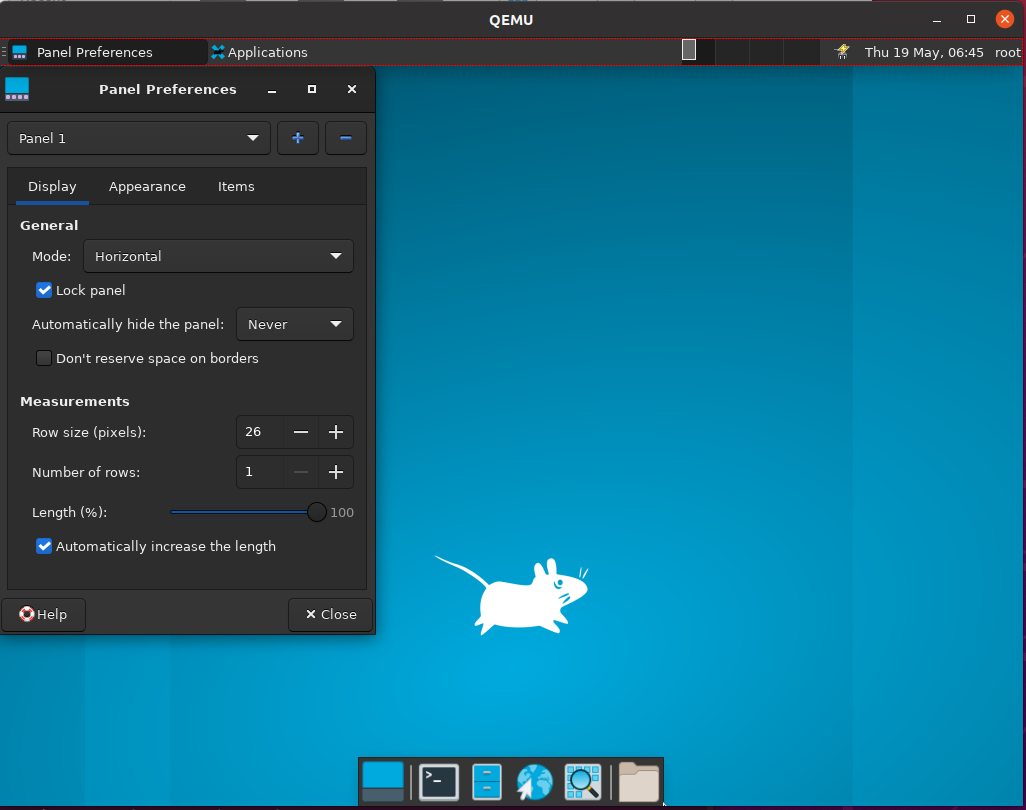 QEMU
Panel Preferences
Applications
Thu 19 May, 06:45 root
Panel Preferences
Panel 1
Display Appearance Items
General
Mode: Horizontal
Lock panel
Automatically hide the panel: Never
Don't reserve space on borders
Measurements
Row size (pixels): 26
Number of rows: 1
Length (%): 100
Automatically increase the length
Help
Close